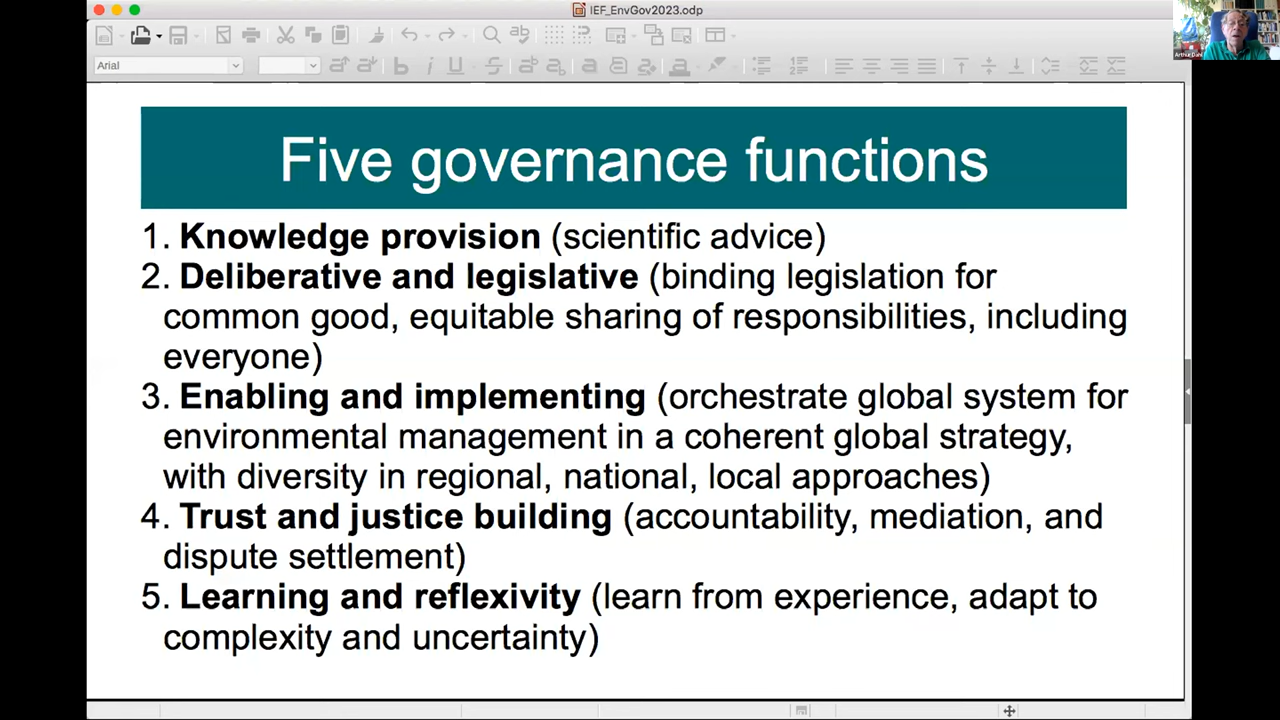 IEF_EnvGov2023.odp
Arial
Arthur Dahl
Five governance functions
1. Knowledge provision (scientific advice)
2. Deliberative and legislative (binding legislation for
common good, equitable sharing of responsibilities, including
everyone)
3. Enabling and implementing (orchestrate global system for
environmental management in a coherent global strategy,
with diversity in regional, national, local approaches)
4. Trust and justice building (accountability, mediation, and
dispute settlement)
5. Learning and reflexivity (learn from experience, adapt to
complexity and uncertainty)